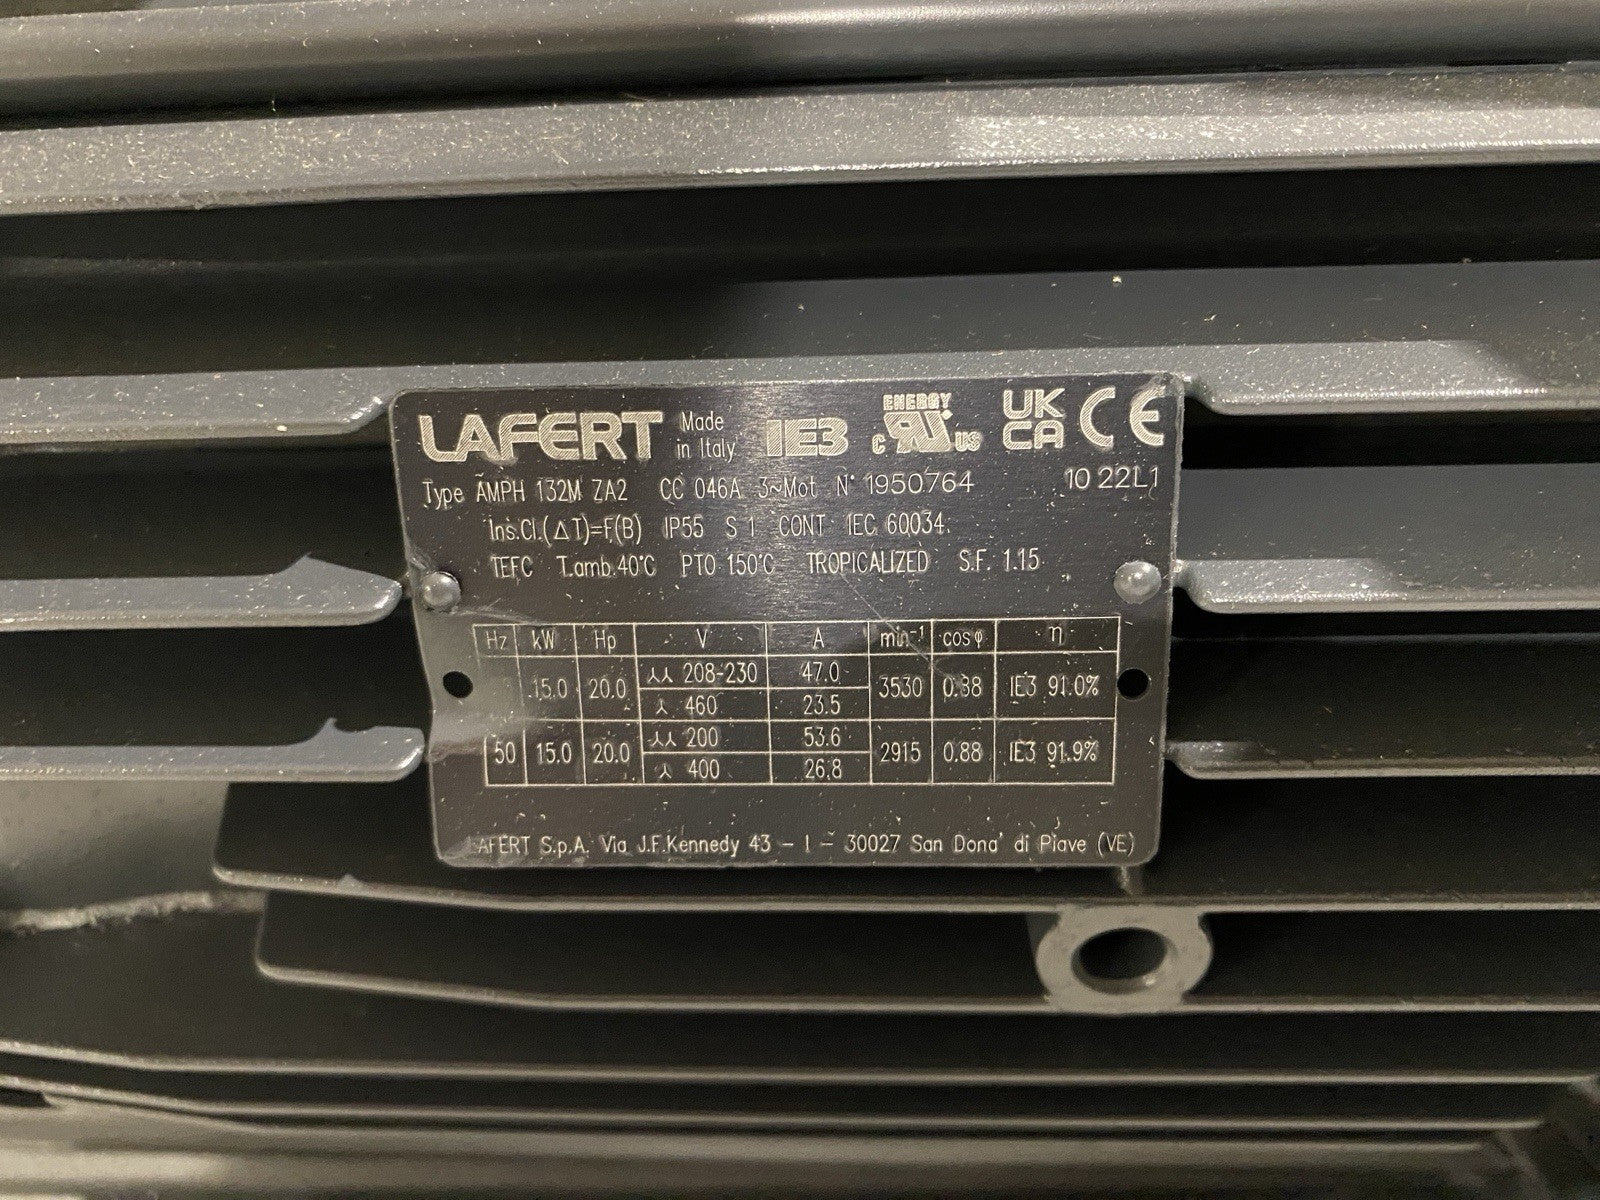 LAFERT Made in Italy IE3 ENERGY C UR US UK CA CE
Type AMPH 132M ZA2 CC 046A 3~Mot N° 1950764 10 22L1
Ins.Cl.(ΔT)=F(B) IP55 S1 CONT IEC 60034
TEFC T.amb.40°C PTO 150°C TROPICALIZED S.F. 1.15
Hz kW Hp V A min⁻¹ cosφ η
15.0 20.0 ⅄⅄ 208-230 47.0 3530 0.88 IE3 91.0%
⅄ 460 23.5
50 15.0 20.0 ⅄⅄ 200 53.6 2915 0.88 IE3 91.9%
⅄ 400 26.8
LAFERT S.p.A. Via J.F.Kennedy 43 - I - 30027 San Dona' di Piave (VE)